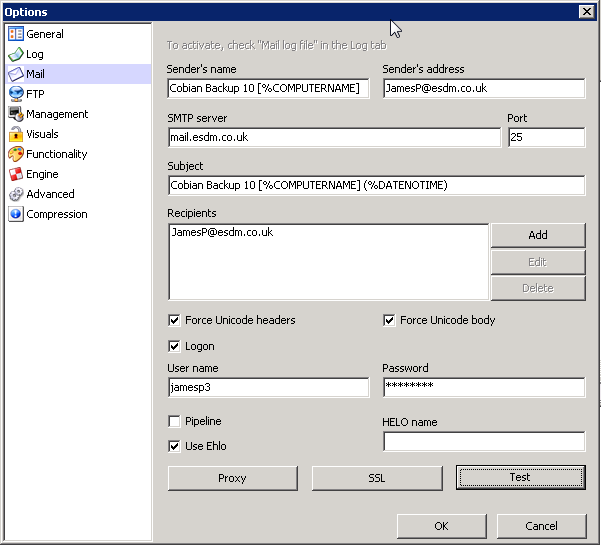 Options
General
Log
Mail
FTP
Management
Visuals
Functionality
Engine
Advanced
Compression
To activate, check "Mail log file" in the Log tab
Sender's name Sender's address
Cobian Backup 10 [%COMPUTERNAME] JamesP@esdm.co.uk
SMTP server Port
mail.esdm.co.uk 25
Subject
Cobian Backup 10 [%COMPUTERNAME] (%DATENOTIME)
Recipients
JamesP@esdm.co.uk
Add
Edit
Delete
Force Unicode headers Force Unicode body
Logon
User name Password
jamesp3 ********
Pipeline HELO name
Use Ehlo
Proxy SSL Test
OK Cancel